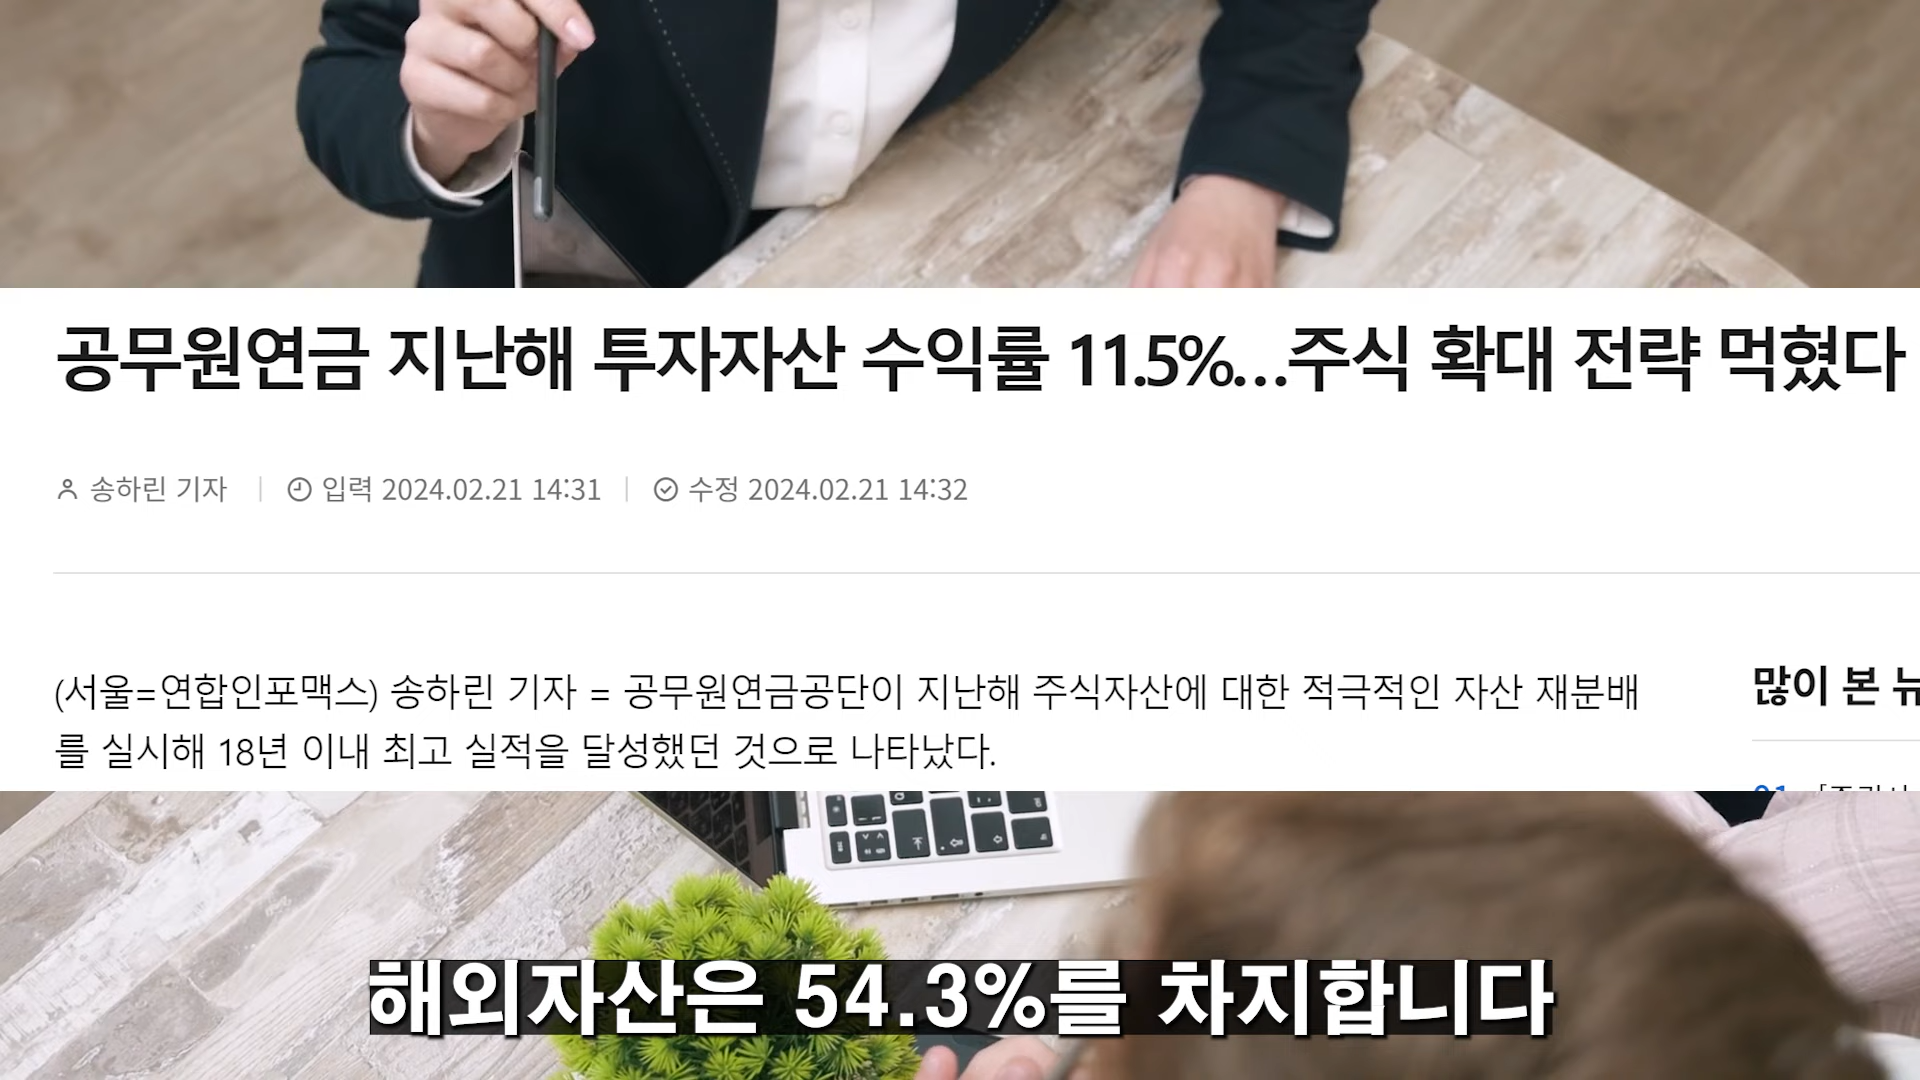 공무원연금 지난해 투자자산 수익률 11.5%...주식 확대 전략 먹혔다
송하린 기자 입력 2024.02.21 14:31 수정 2024.02.21 14:32
(서울=연합인포맥스) 송하린 기자 = 공무원연금공단이 지난해 주식자산에 대한 적극적인 자산 재분배
를 실시해 18년 이내 최고 실적을 달성했던 것으로 나타났다.
많이 본 뉴
해외자산은 54.3%를 차지합니다